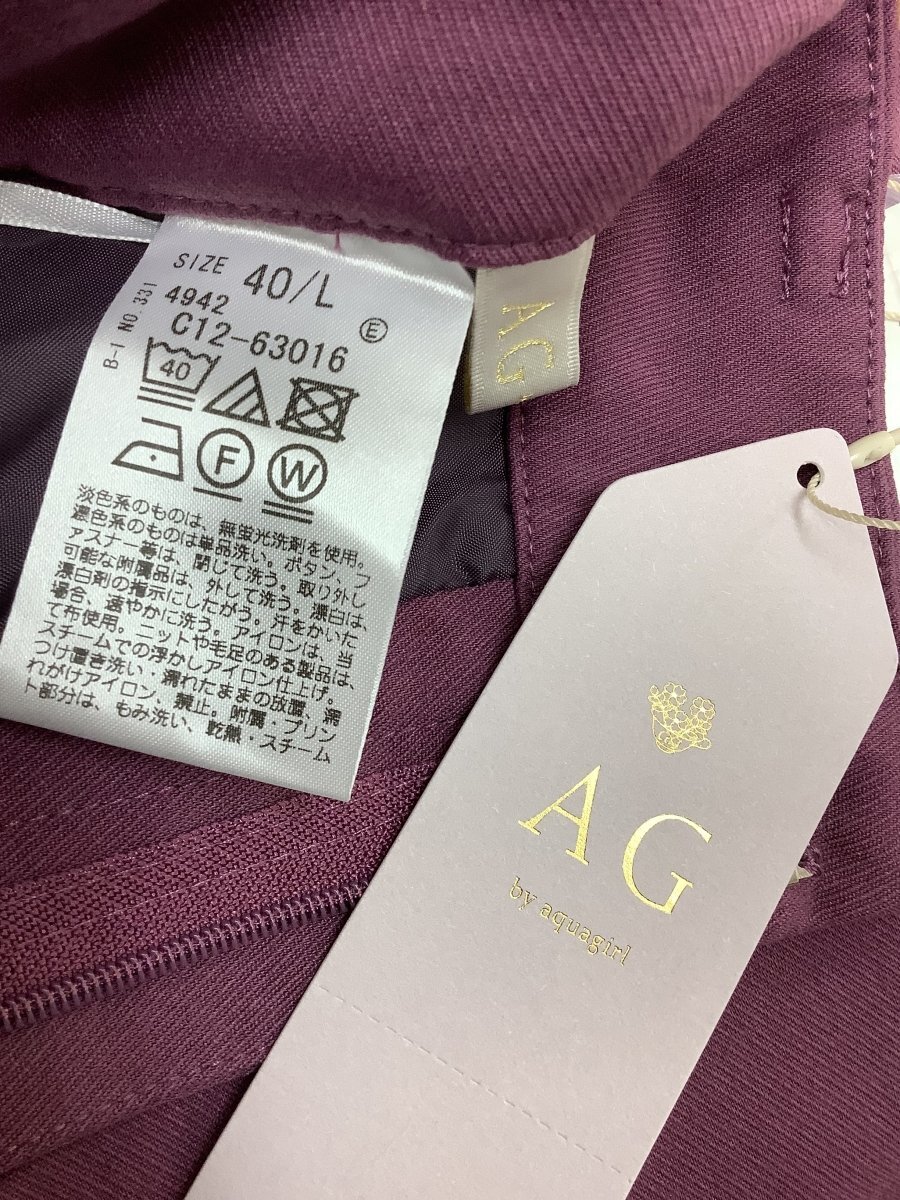 SIZE 40/L
B-1 NO.331
4942
C12-63016
E
40
F
W
淡色系のものは、無蛍光洗剤を使用。
濃色系のものは単品洗い。ボタン、フ
ァスナー等は、閉じて洗う。取り外し
可能な附属品は、外して洗う。漂白は、
漂白剤の指示にしたがう。汗をかいた
場合、速やかに洗う。アイロンは、当
て布使用。ニットや毛足のある製品は、
スチームでの浮かしアイロン仕上げ。
つけ置き洗い・濡れたままの放置、濡
れがけアイロン、禁止。附属・プリン
ト部分は、もみ洗い、乾燥・スチーム
AG
AG
by aquagirl